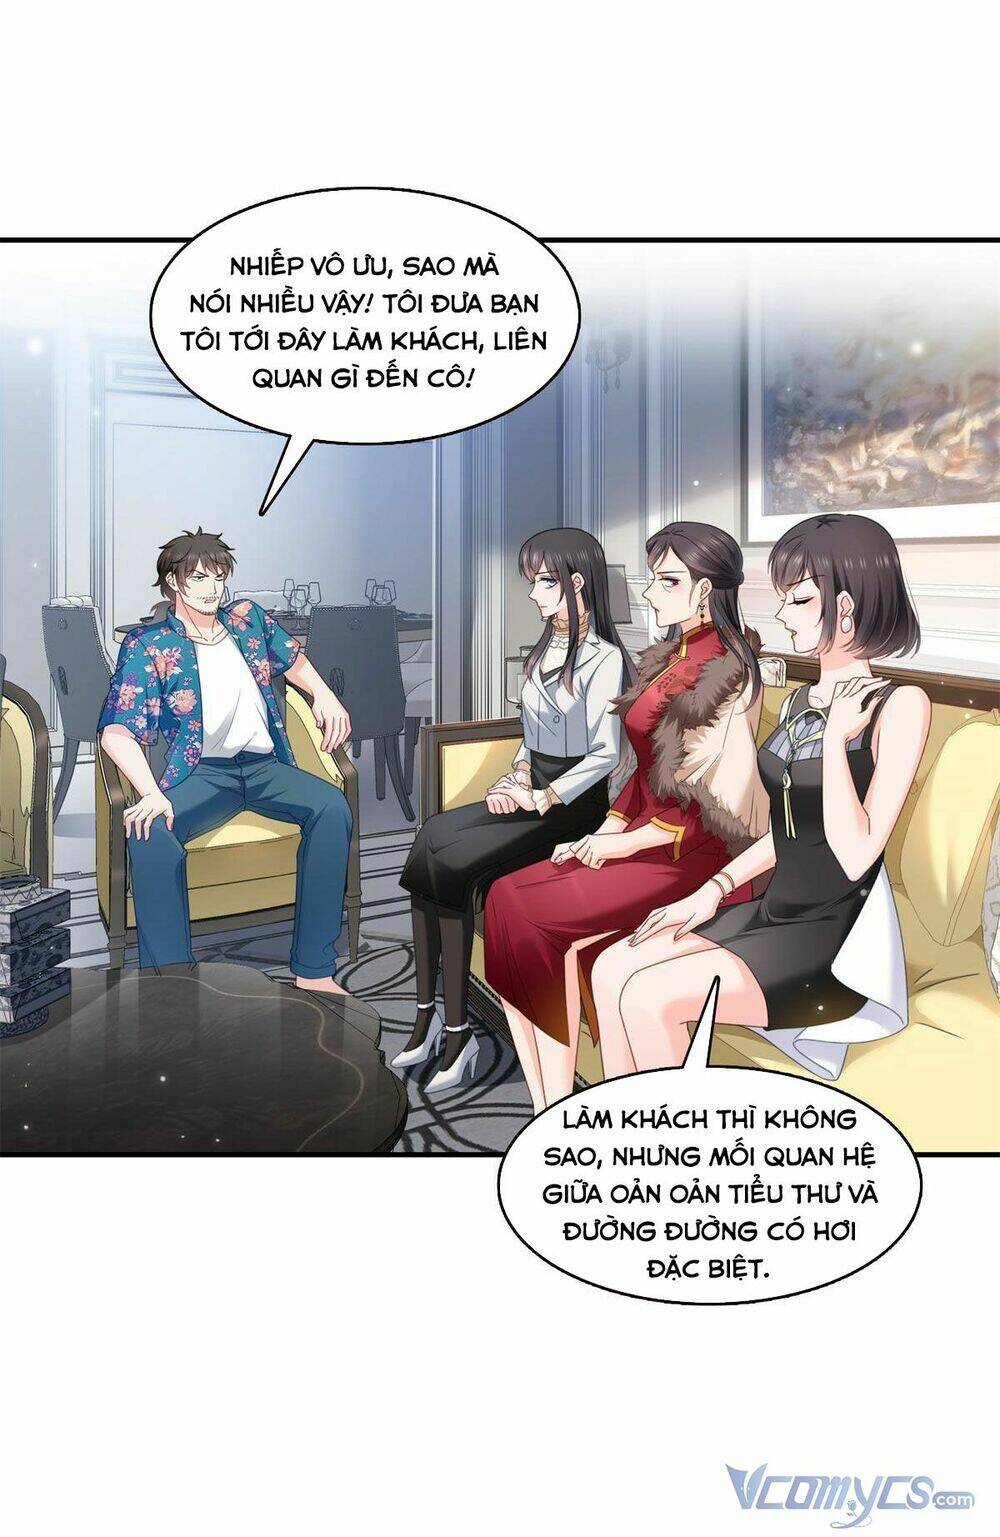 NHIẾP VÔ ƯU, SAO MÀ
NÓI NHIỀU VẬY! TÔI ĐƯA BẠN
TÔI TỚI ĐÂY LÀM KHÁCH, LIÊN
QUAN GÌ ĐẾN CÔ!
LÀM KHÁCH THÌ KHÔNG
SAO, NHƯNG MỐI QUAN HỆ
GIỮA OẢN OẢN TIỂU THƯ VÀ
ĐƯỜNG ĐƯỜNG CÓ HƠI
ĐẶC BIỆT.
VCOMYCS.com